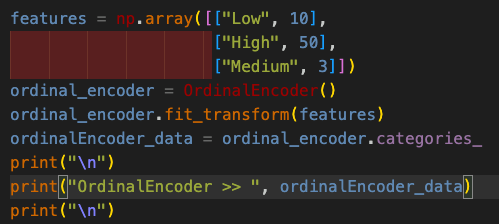 features = np.array([["Low", 10],
["High", 50],
["Medium", 3]])
ordinal_encoder = OrdinalEncoder()
ordinal_encoder.fit_transform(features)
ordinalEncoder_data = ordinal_encoder.categories_
print("\n")
print("OrdinalEncoder >> ", ordinalEncoder_data)
print("\n")